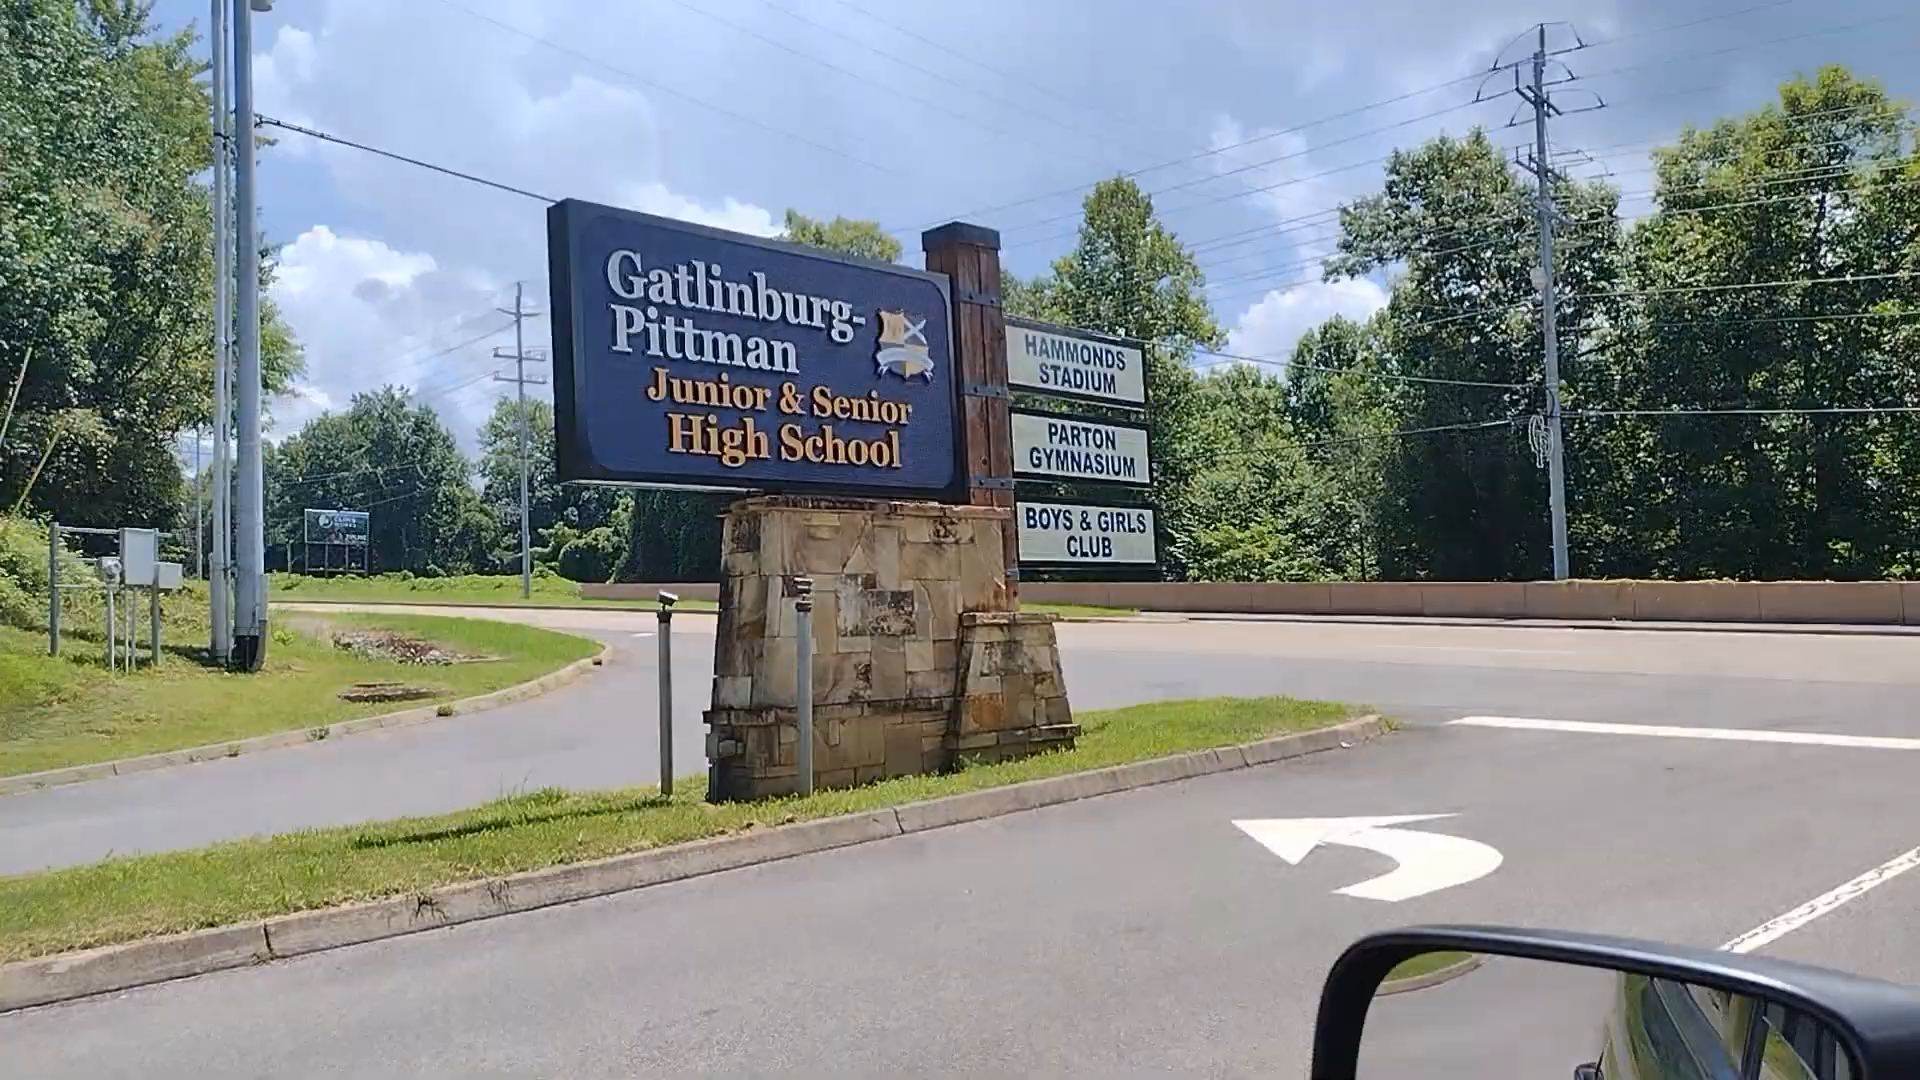 Gatlinburg-
Pittman
Junior & Senior
High School
HAMMONDS
STADIUM
PARTON
GYMNASIUM
BOYS & GIRLS
CLUB